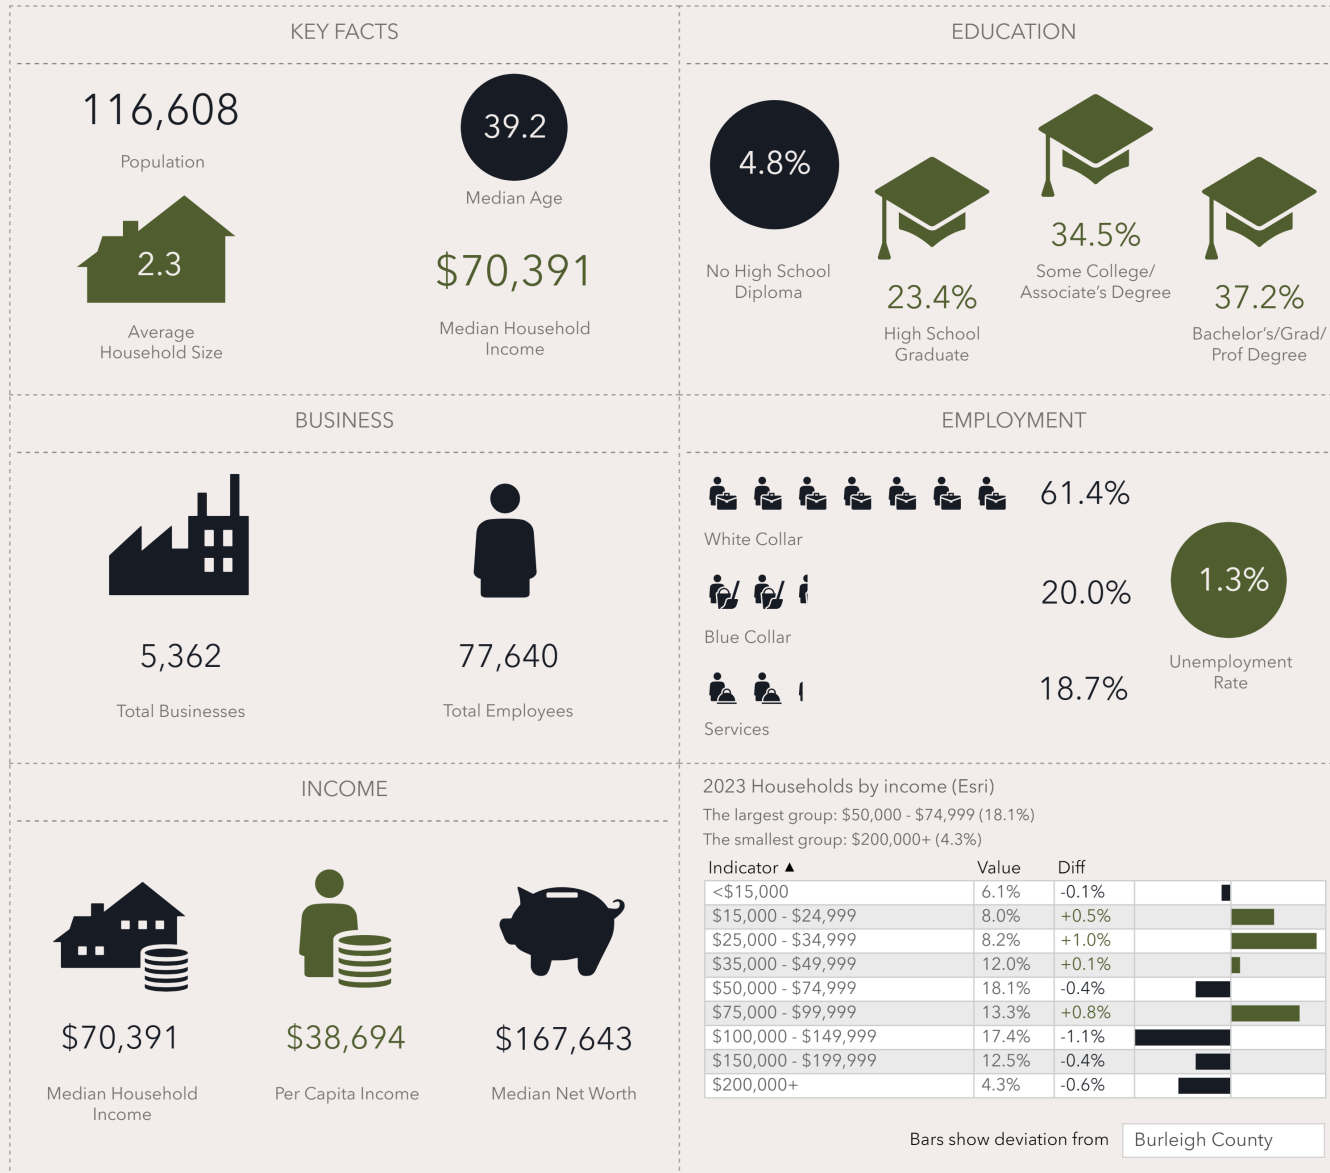 KEY FACTS
116,608
Population
39.2
Median Age
2.3
Average
Household Size
$70,391
Median Household
Income
EDUCATION
4.8%
No High School
Diploma
23.4%
High School
Graduate
34.5%
Some College/
Associate's Degree
37.2%
Bachelor's/Grad/
Prof Degree
BUSINESS
5,362
Total Businesses
77,640
Total Employees
EMPLOYMENT
61.4%
White Collar
20.0%
Blue Collar
18.7%
Services
1.3%
Unemployment
Rate
INCOME
$70,391
Median Household
Income
$38,694
Per Capita Income
$167,643
Median Net Worth
2023 Households by income (Esri)
The largest group: $50,000 - $74,999 (18.1%)
The smallest group: $200,000+ (4.3%)
Indicator ▲ Value Diff
<$15,000 6.1% -0.1%
$15,000 - $24,999 8.0% +0.5%
$25,000 - $34,999 8.2% +1.0%
$35,000 - $49,999 12.0% +0.1%
$50,000 - $74,999 18.1% -0.4%
$75,000 - $99,999 13.3% +0.8%
$100,000 - $149,999 17.4% -1.1%
$150,000 - $199,999 12.5% -0.4%
$200,000+ 4.3% -0.6%
Bars show deviation from Burleigh County